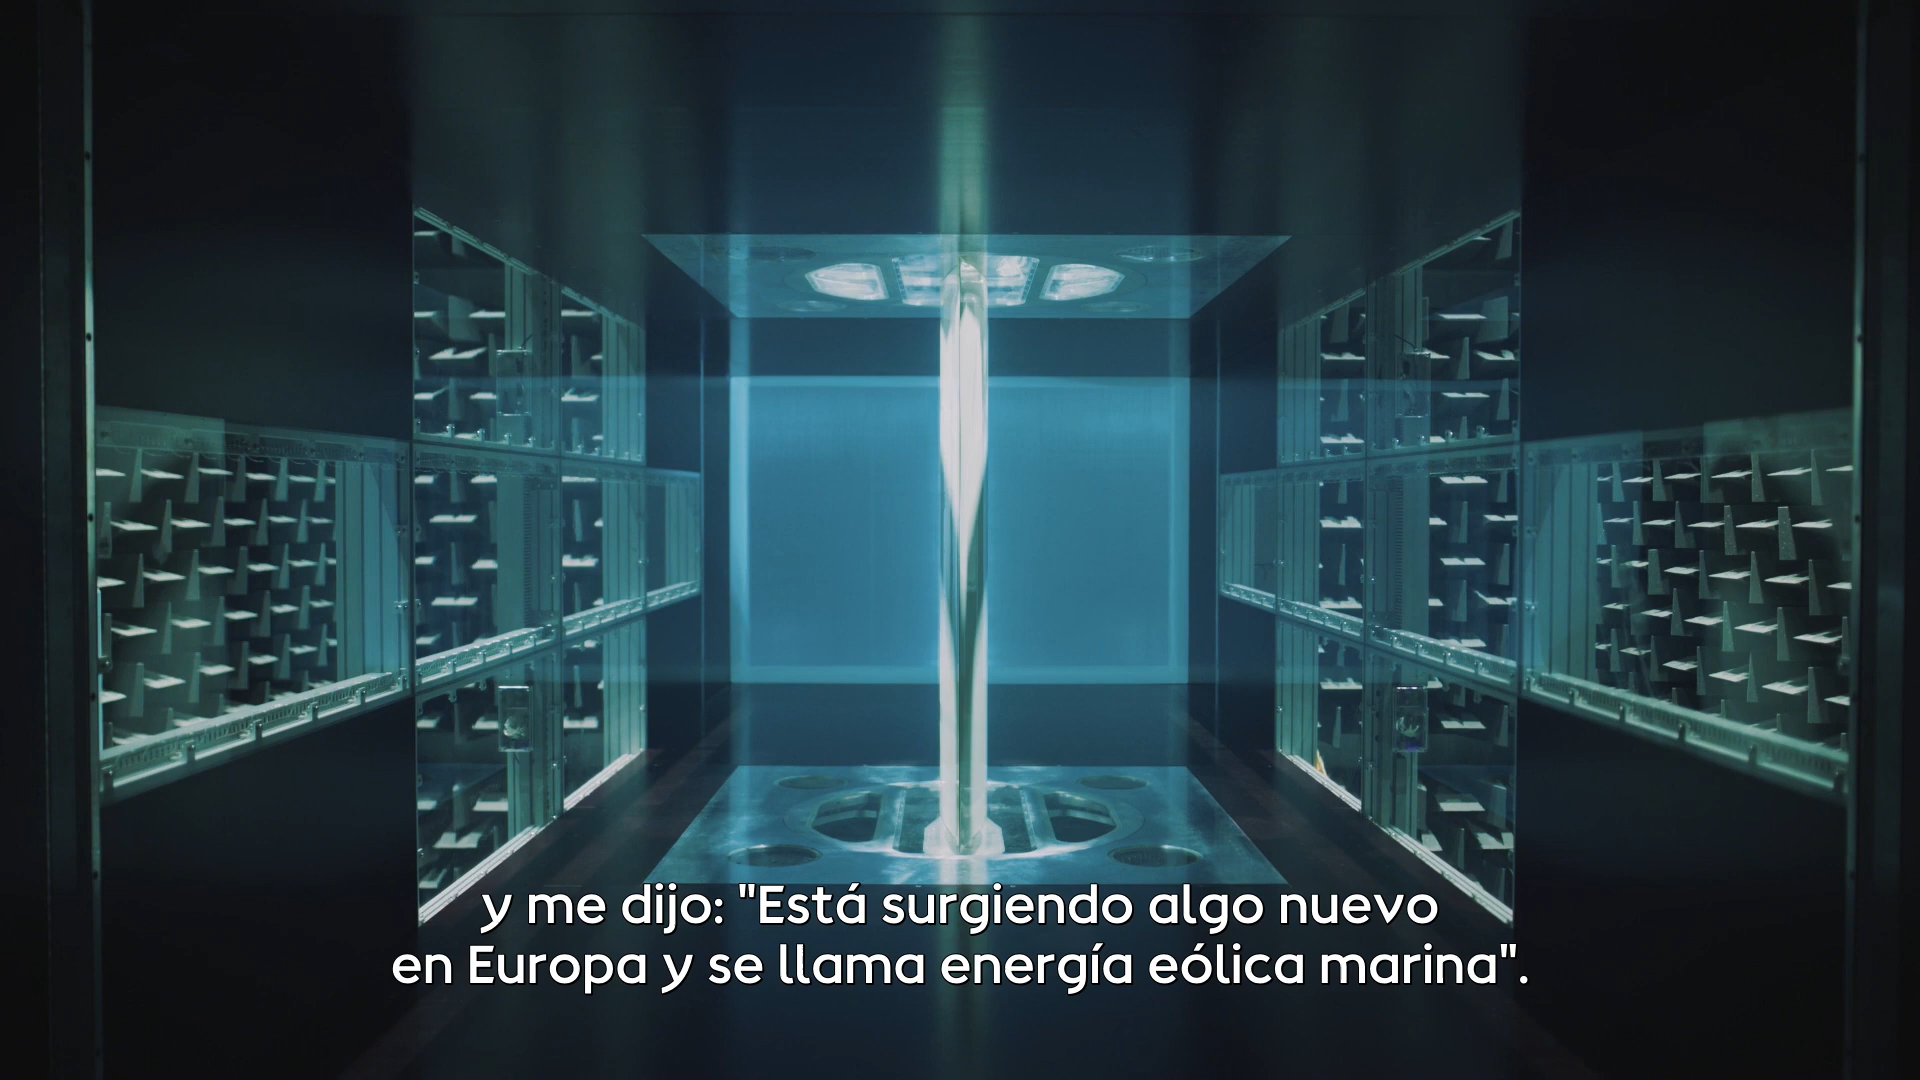 y me dijo: "Está surgiendo algo nuevo
en Europa y se llama energía eólica marina".